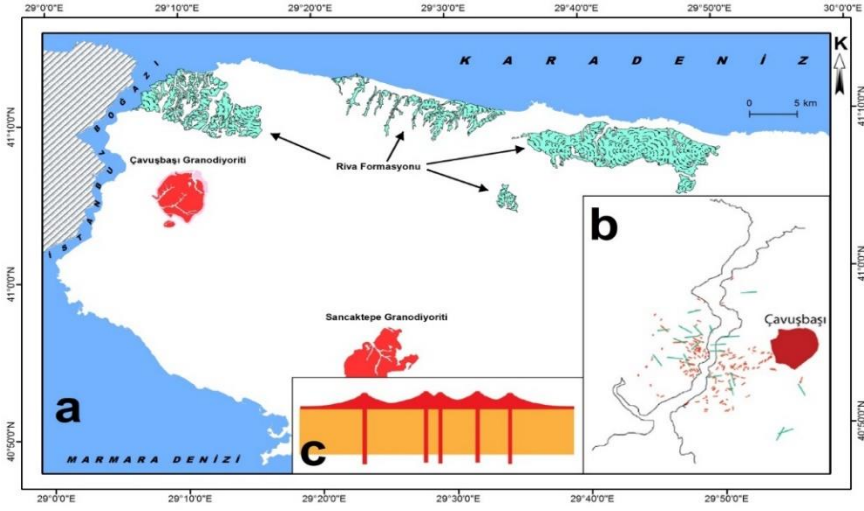 29°0'0"E 29°10'0"E 29°20'0"E 29°30'0"E 29°40'0"E 29°50'0"E 30°0'0"E
KARADENİZ
K
0 5 km
İSTANBUL BOĞAZI
41°10'0"N
41°10'0"N
Çavuşbaşı Granodiyoriti
Riva Formasyonu
b
41°0'0"N
41°0'0"N
Sancaktepe Granodiyoriti
Çavuşbaşı
a
c
40°50'0"N
40°50'0"N
MARMARA DENİZİ
29°0'0"E 29°10'0"E 29°20'0"E 29°30'0"E 29°40'0"E 29°50'0"E